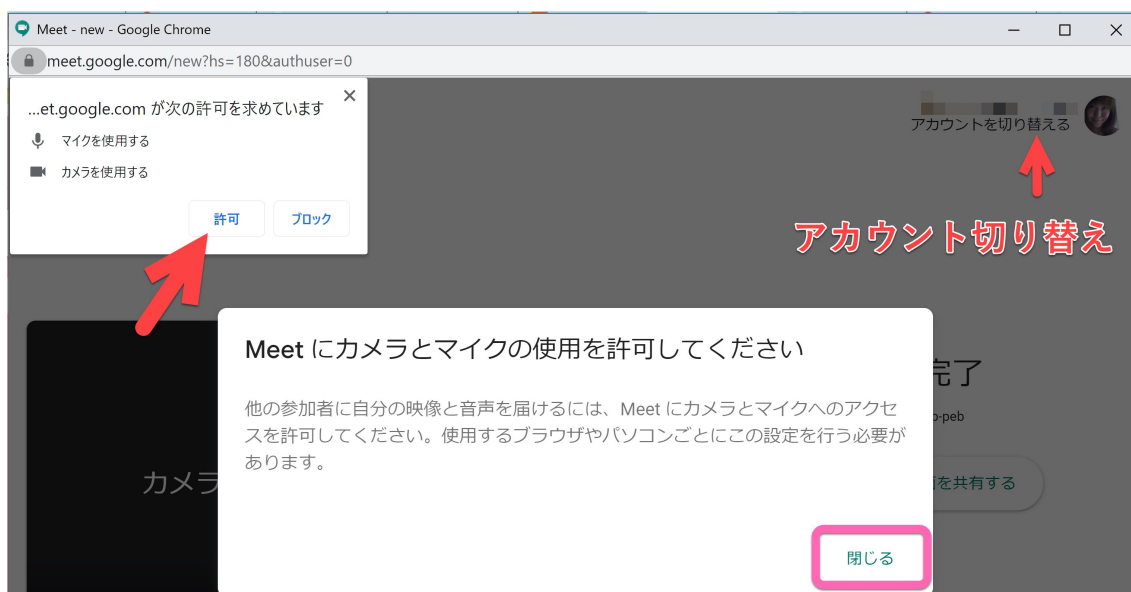 Meet - new - Google Chrome
meet.google.com/new?hs=180&authuser=0
...et.google.com が次の許可を求めています
マイクを使用する
カメラを使用する
許可 ブロック
アカウントを切り替える
アカウント切り替え
Meet にカメラとマイクの使用を許可してください
他の参加者に自分の映像と音声を届けるには、Meet にカメラとマイクへのアクセ
スを許可してください。使用するブラウザやパソコンごとにこの設定を行う必要が
あります。
閉じる
カメラ
完了
-peb
を共有する